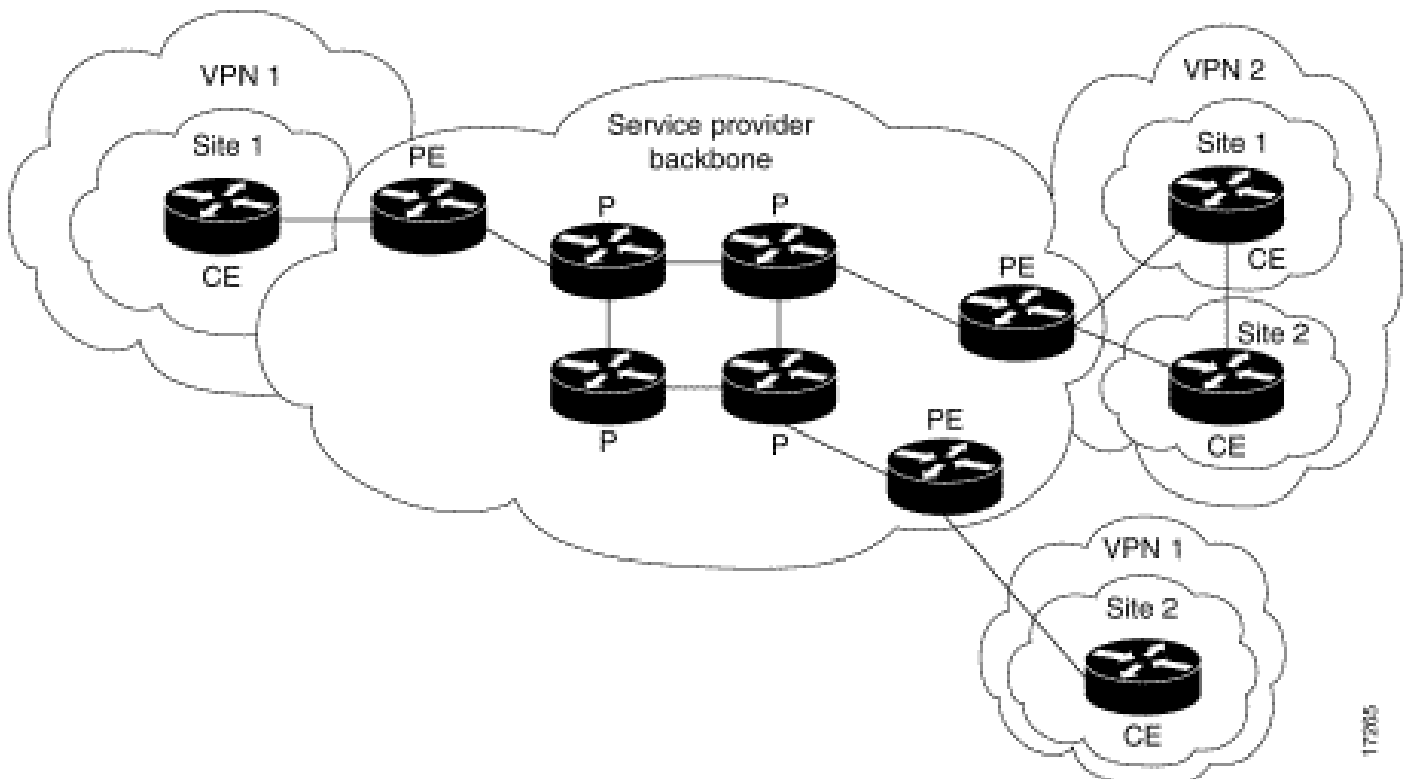 VPN 1
Site 1
CE
PE
Service provider
backbone
P
P
P
P
PE
PE
VPN 2
Site 1
CE
Site 2
CE
VPN 1
Site 2
CE
17265